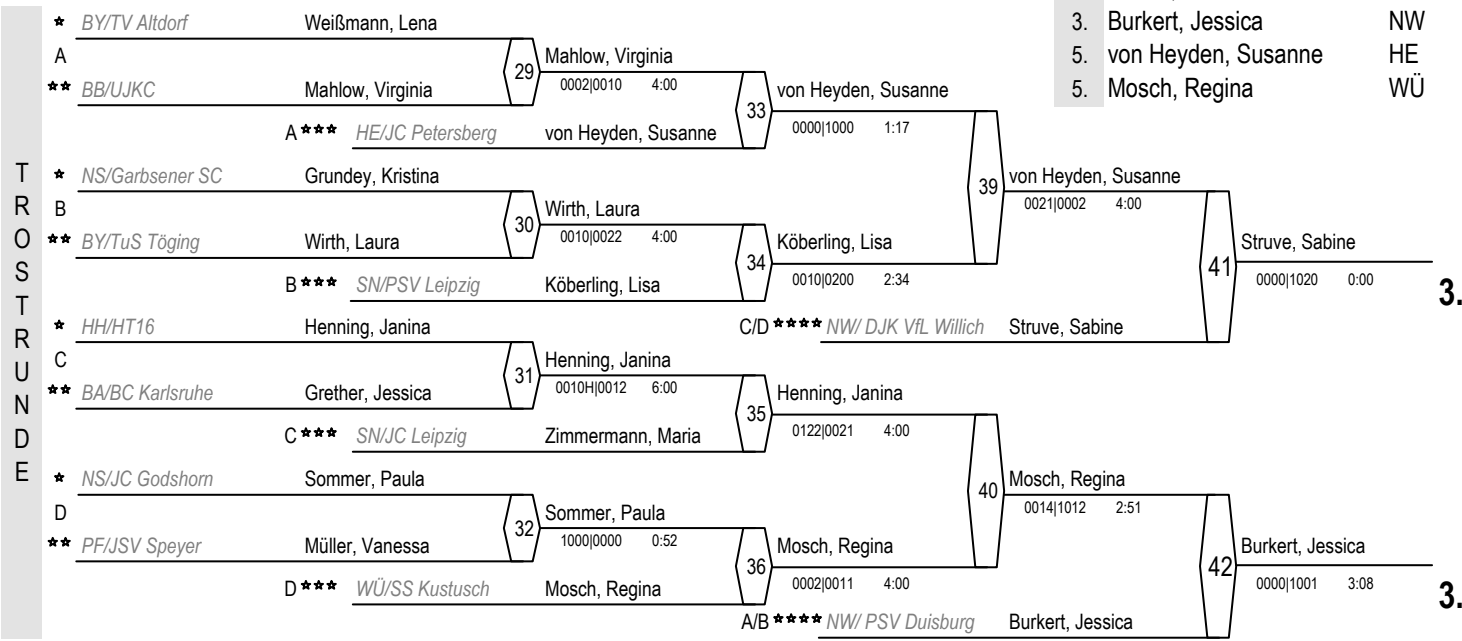 3. Burkert, Jessica NW
5. von Heyden, Susanne HE
5. Mosch, Regina WÜ
TROSTRUNDE
* BY/TV Altdorf Weißmann, Lena
A
29 Mahlow, Virginia
0002|0010 4:00
** BB/UJKC Mahlow, Virginia
33 von Heyden, Susanne
0000|1000 1:17
A *** HE/JC Petersberg von Heyden, Susanne
39 von Heyden, Susanne
0021|0002 4:00
* NS/Garbsener SC Grundey, Kristina
B
30 Wirth, Laura
0010|0022 4:00
** BY/TuS Töging Wirth, Laura
34 Köberling, Lisa
0010|0200 2:34
B *** SN/PSV Leipzig Köberling, Lisa
41 Struve, Sabine
0000|1020 0:00
3.
C/D **** NW/ DJK VfL Willich Struve, Sabine
* HH/HT16 Henning, Janina
C
31 Henning, Janina
0010H|0012 6:00
** BA/BC Karlsruhe Grether, Jessica
35 Henning, Janina
0122|0021 4:00
C *** SN/JC Leipzig Zimmermann, Maria
40 Mosch, Regina
0014|1012 2:51
* NS/JC Godshorn Sommer, Paula
D
32 Sommer, Paula
1000|0000 0:52
** PF/JSV Speyer Müller, Vanessa
36 Mosch, Regina
0002|0011 4:00
D *** WÜ/SS Kustusch Mosch, Regina
42 Burkert, Jessica
0000|1001 3:08
3.
A/B **** NW/ PSV Duisburg Burkert, Jessica